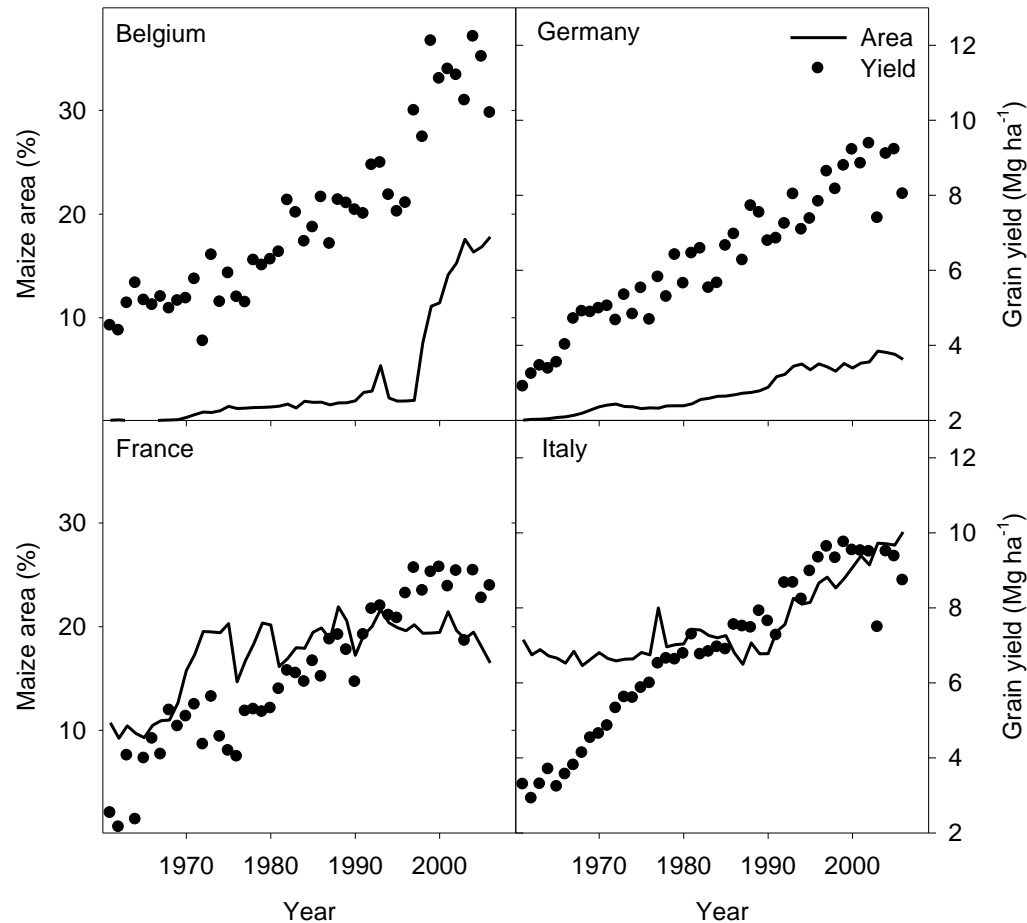 Belgium
Germany
Area
Yield
12
10
8
6
4
2
30
20
10
Maize area (%)
Grain yield (Mg ha⁻¹)
France
Italy
12
10
8
6
4
2
30
20
10
Maize area (%)
Grain yield (Mg ha⁻¹)
1970 1980 1990 2000
1970 1980 1990 2000
Year
Year